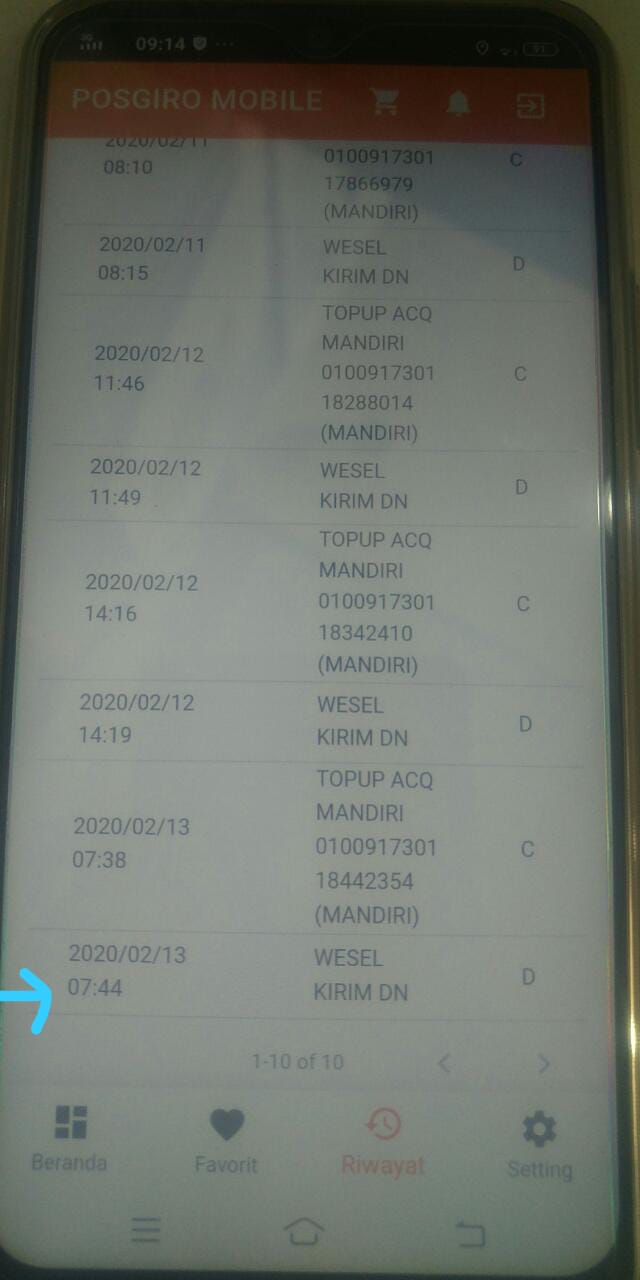 3G 09:14 ... 91
POSGIRO MOBILE
2020/02/11
08:10
0100917301
17866979
(MANDIRI)
C
2020/02/11
08:15
WESEL
KIRIM DN
D
2020/02/12
11:46
TOPUP ACQ
MANDIRI
0100917301
18288014
(MANDIRI)
C
2020/02/12
11:49
WESEL
KIRIM DN
D
2020/02/12
14:16
TOPUP ACQ
MANDIRI
0100917301
18342410
(MANDIRI)
C
2020/02/12
14:19
WESEL
KIRIM DN
D
2020/02/13
07:38
TOPUP ACQ
MANDIRI
0100917301
18442354
(MANDIRI)
C
2020/02/13
07:44
WESEL
KIRIM DN
D
1-10 of 10
Beranda Favorit Riwayat Setting